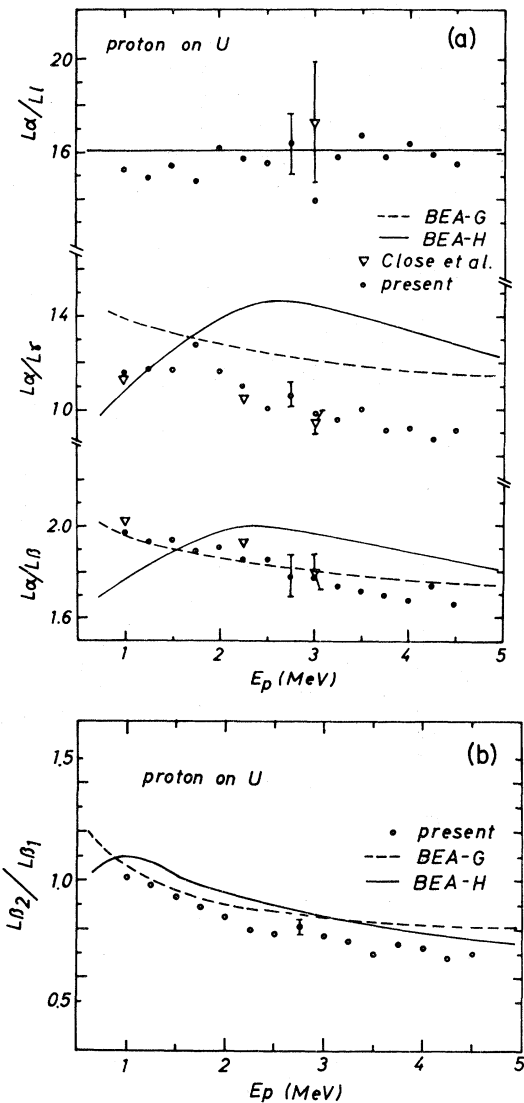 (a)
proton on U
Lα/Ll
20
16
BEA-G
BEA-H
Close et al.
present
Lα/Lɤ
14
10
Lα/Lβ
2.0
1.6
1 2 3 4 5
Ep (MeV)
(b)
proton on U
Lβ2/Lβ1
1.5
1.0
0.5
present
BEA-G
BEA-H
1 2 3 4 5
Ep (MeV)